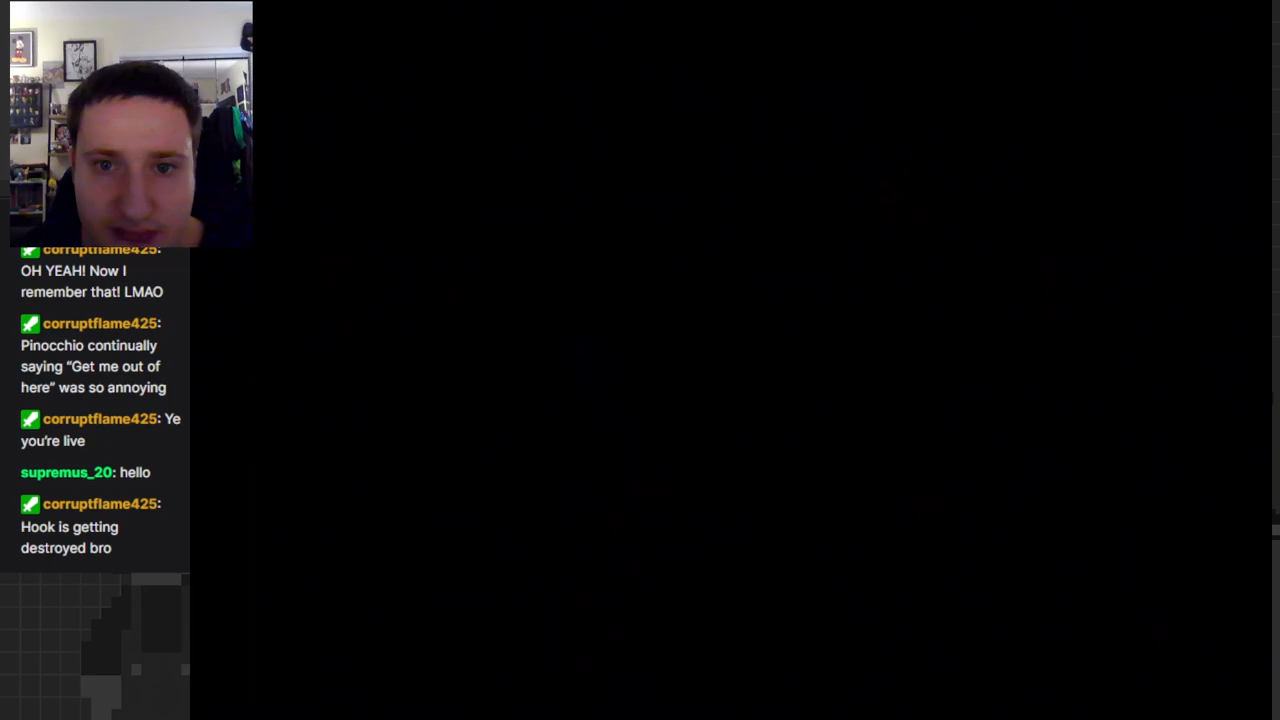 corruptflame425:
OH YEAH! Now I
remember that! LMAO
corruptflame425:
Pinocchio continually
saying “Get me out of
here” was so annoying
corruptflame425: Ye
you’re live
supremus_20: hello
corruptflame425:
Hook is getting
destroyed bro